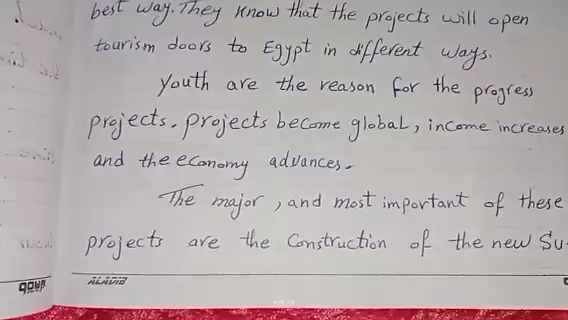 best way. They know that the projects will open
tourism doors to Egypt in different ways.
Youth are the reason for the progress
projects. projects become global, income increases
and the economy advances.
The major, and most important of these
projects are the construction of the new Su-